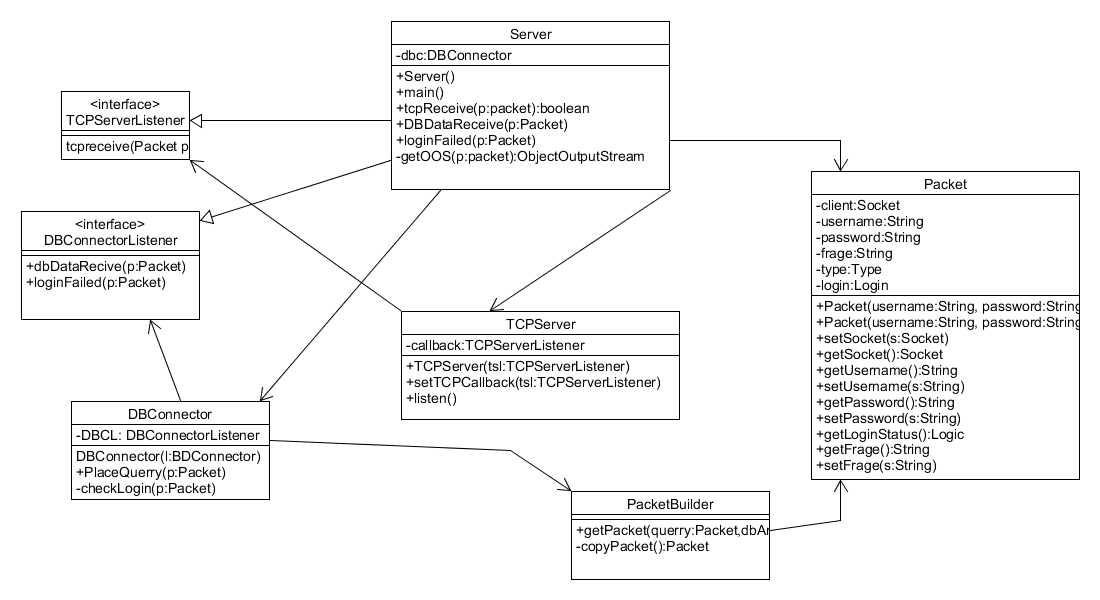 Server
-dbc:DBConnector
+Server()
+main()
+tcpReceive(p:packet):boolean
+DBDataReceive(p:Packet)
+loginFailed(p:Packet)
-getOOS(p:packet):ObjectOutputStream
<interface>
TCPServerListener
tcpreceive(Packet p
<interface>
DBConnectorListener
+dbDataRecive(p:Packet)
+loginFailed(p:Packet)
Packet
-client:Socket
-username:String
-password:String
-frage:String
-type:Type
-login:Login
+Packet(username:String, password:String
+Packet(username:String, password:String
+setSocket(s:Socket)
+getSocket():Socket
+getUsername():String
+setUsername(s:String)
+getPassword():String
+setPassword(s:String)
+getLoginStatus():Logic
+getFrage():String
+setFrage(s:String)
TCPServer
-callback:TCPServerListener
+TCPServer(tsl:TCPServerListener)
+setTCPCallback(tsl:TCPServerListener)
+listen()
DBConnector
-DBCL: DBConnectorListener
DBConnector(l:BDConnector)
+PlaceQuerry(p:Packet)
-checkLogin(p:Packet)
PacketBuilder
+getPacket(querry:Packet,dbAr
-copyPacket():Packet